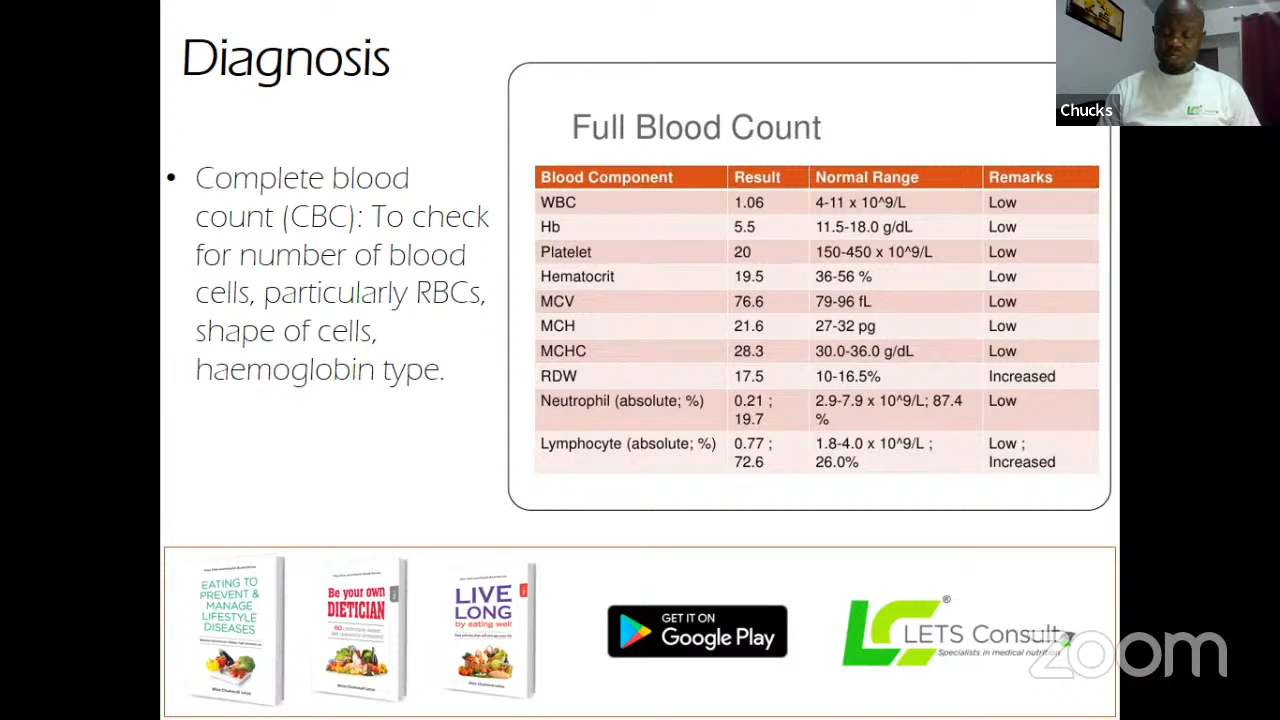 Diagnosis
• Complete blood
count (CBC): To check
for number of blood
cells, particularly RBCs,
shape of cells,
haemoglobin type.
Full Blood Count
Blood Component Result Normal Range Remarks
WBC 1.06 4-11 x 10^9/L Low
Hb 5.5 11.5-18.0 g/dL Low
Platelet 20 150-450 x 10^9/L Low
Hematocrit 19.5 36-56 % Low
MCV 76.6 79-96 fL Low
MCH 21.6 27-32 pg Low
MCHC 28.3 30.0-36.0 g/dL Low
RDW 17.5 10-16.5% Increased
Neutrophil (absolute; %) 0.21 ; 2.9-7.9 x 10^9/L; 87.4 Low
19.7 %
Lymphocyte (absolute; %) 0.77 ; 1.8-4.0 x 10^9/L ; Low ;
72.6 26.0% Increased
Chucks
EATING TO
PREVENT &
MANAGE
LIFESTYLE
DISEASES
Be your own
DIETICIAN
LIVE
LONG
by eating well
GET IT ON
Google Play
LC®
LETS Consult
Specialists in medical nutrition
zoom